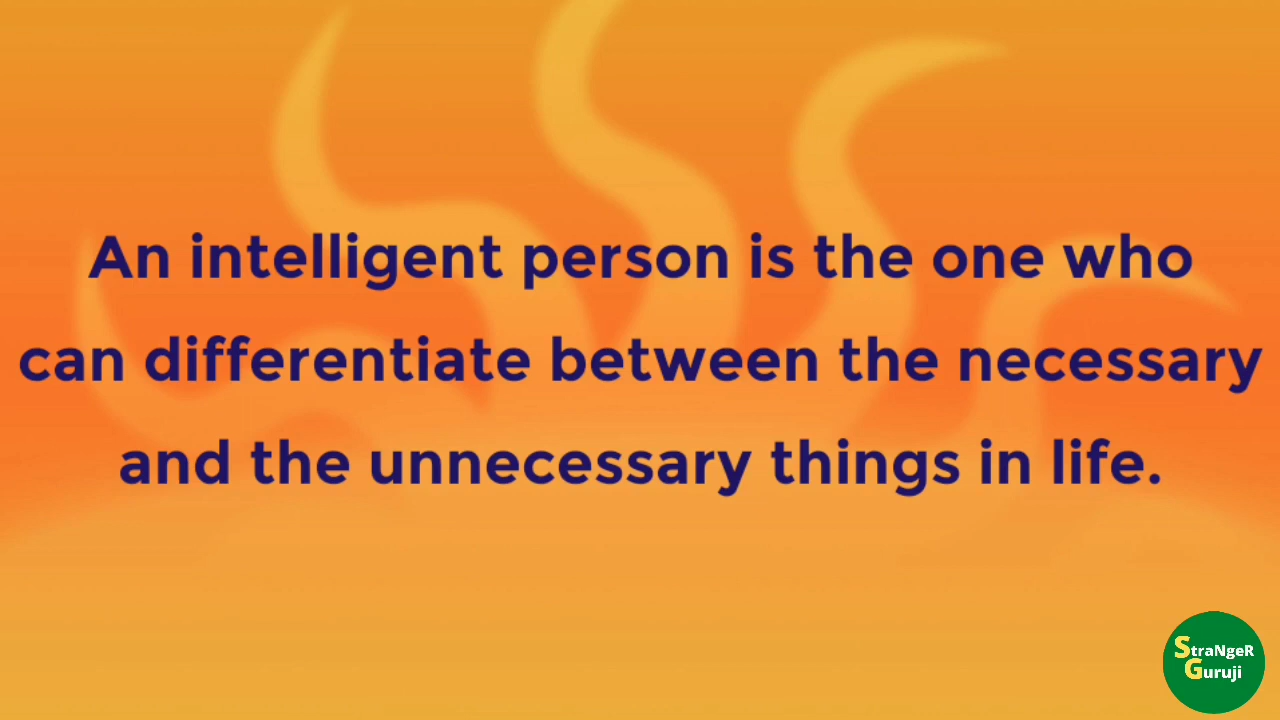 An intelligent person is the one who
can differentiate between the necessary
and the unnecessary things in life.
StraNgeR
Guruji